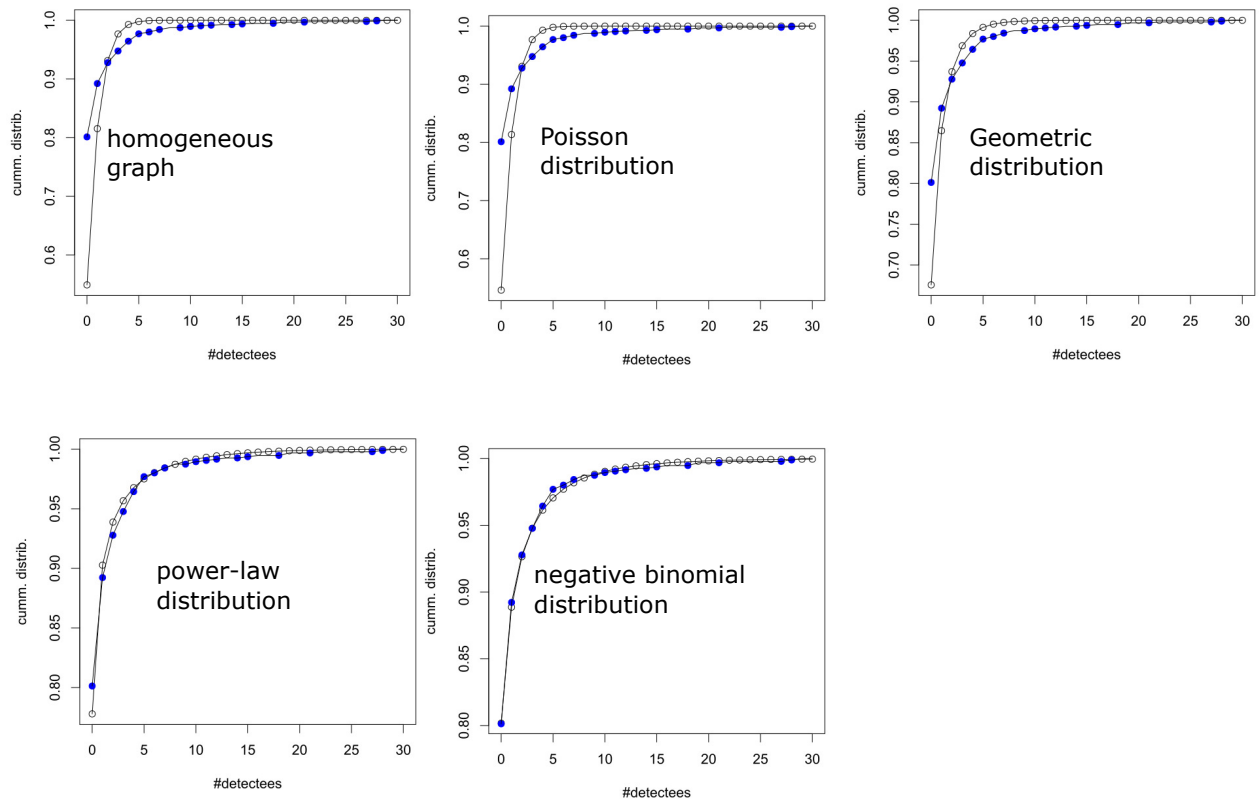 1.0
0.9
0.8
0.7
0.6
cumm. distrib.
homogeneous
graph
0 5 10 15 20 25 30
#detectees
1.0
0.9
0.8
0.7
0.6
cumm. distrib.
Poisson
distribution
0 5 10 15 20 25 30
#detectees
1.00
0.95
0.90
0.85
0.80
0.75
0.70
cumm. distrib.
Geometric
distribution
0 5 10 15 20 25 30
#detectees
1.00
0.95
0.90
0.85
0.80
cumm. distrib.
power-law
distribution
0 5 10 15 20 25 30
#detectees
1.00
0.95
0.90
0.85
0.80
cumm. distrib.
negative binomial
distribution
0 5 10 15 20 25 30
#detectees